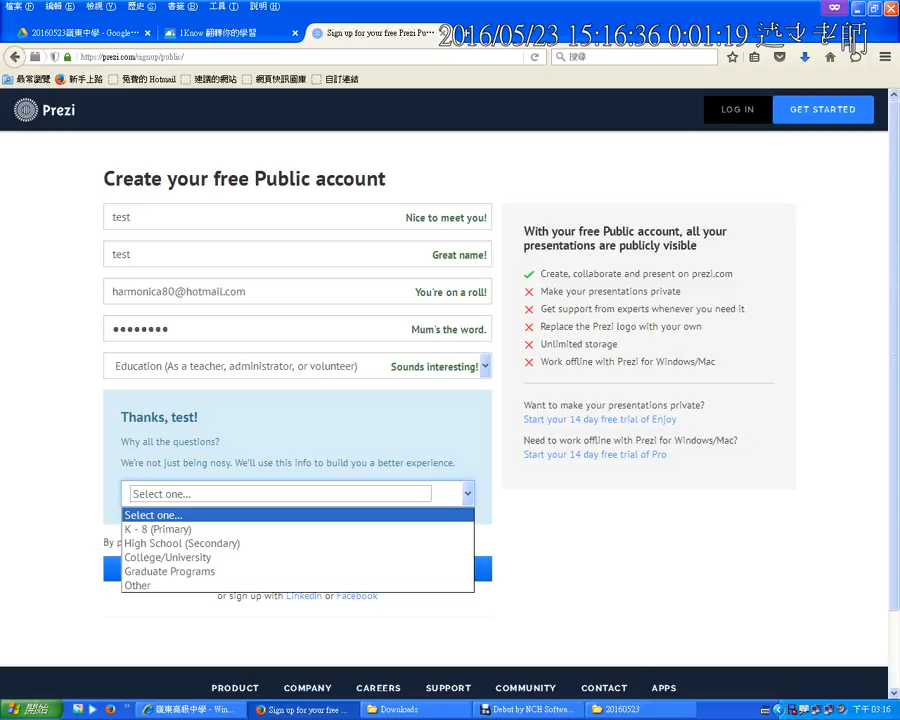 檔案(F) 編輯(E) 檢視(V) 歷史(S) 書籤(B) 工具(T) 說明(H)
20160523嶺東中學 - Google... × 1Know 翻轉你的學習 × Sign up for your free Prezi Pu... ×
2016/05/23 15:16:36 0:01:19
https://prezi.com/signup/public/
搜尋
最常瀏覽 新手上路 免費的 Hotmail 建議的網站 網頁快訊圖庫 自訂連結
Prezi
LOG IN
GET STARTED
Create your free Public account
test Nice to meet you!
test Great name!
harmonica80@hotmail.com You're on a roll!
●●●●●●●● Mum's the word.
Education (As a teacher, administrator, or volunteer) Sounds interesting!
Thanks, test!
Why all the questions?
We're not just being nosy. We'll use this info to build you a better experience.
Select one...
Select one...
K - 8 (Primary)
High School (Secondary)
College/University
Graduate Programs
Other
By p
or sign up with LinkedIn or Facebook
With your free Public account, all your
presentations are publicly visible
Create, collaborate and present on prezi.com
Make your presentations private
Get support from experts whenever you need it
Replace the Prezi logo with your own
Unlimited storage
Work offline with Prezi for Windows/Mac
Want to make your presentations private?
Start your 14 day free trial of Enjoy
Need to work offline with Prezi for Windows/Mac?
Start your 14 day free trial of Pro
PRODUCT COMPANY CAREERS SUPPORT COMMUNITY CONTACT APPS
開始 嶺東高級中學 - Win... Sign up for your free ... Downloads Debut by NCH Softwa... 20160523 下午 03:16